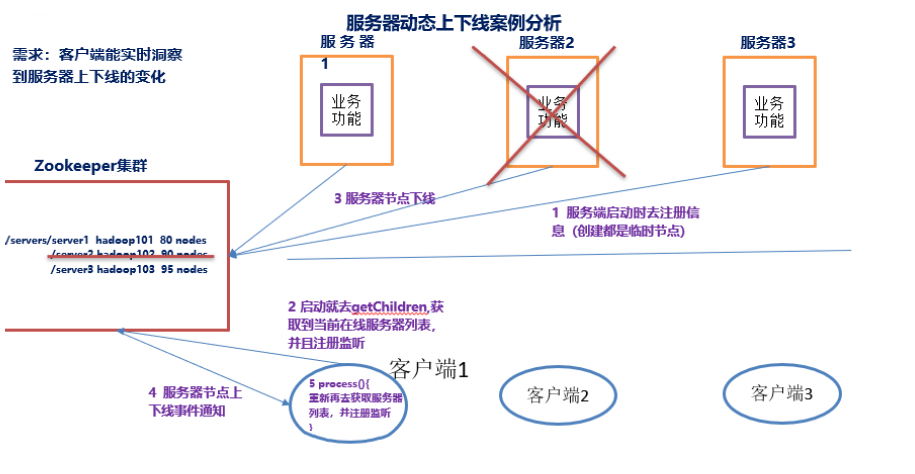 服务器动态上下线案例分析
需求：客户端能实时洞察
到服务器上下线的变化
服 务 器
1
服务器2
服务器3
业务
功能
业务
功能
业务
功能
Zookeeper集群
3 服务器节点下线
1 服务端启动时去注册信
息（创建都是临时节点）
/servers/server1 hadoop101 80 nodes
/server2 hadoop102 90 nodes
/server3 hadoop103 95 nodes
2 启动就去getChildren,获
取到当前在线服务器列表，
并且注册监听
客户端1
4 服务器节点上
下线事件通知
5 process(){
重新再去获取服务器
列表，并注册监听
}
客户端2
客户端3